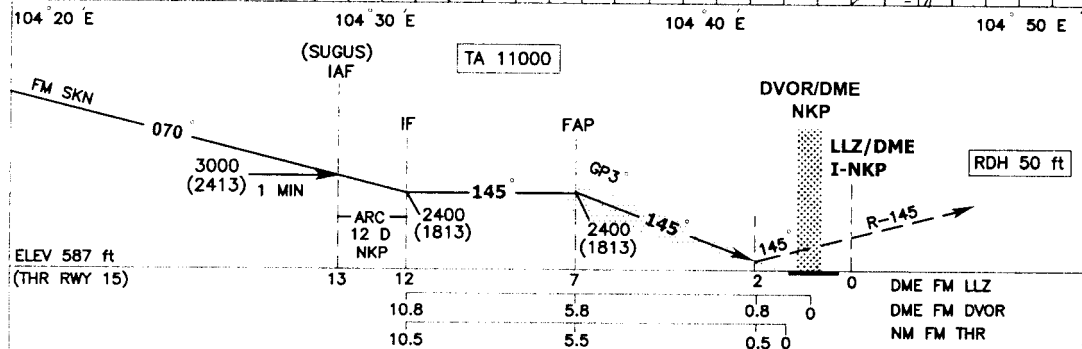 104° 20' E 104° 30' E 104° 40' E 104° 50' E
(SUGUS)
IAF
TA 11000
DVOR/DME
NKP
FM SKN
070°
IF
FAP
LLZ/DME
I-NKP
RDH 50 ft
3000
(2413)
1 MIN
145°
GP3°
ARC
12 D
NKP
2400
(1813)
2400
(1813)
145°
145°
R-145
ELEV 587 ft
(THR RWY 15)
13 12 7 2 0 DME FM LLZ
10.8 5.8 0.8 0 DME FM DVOR
10.5 5.5 0.5 0 NM FM THR